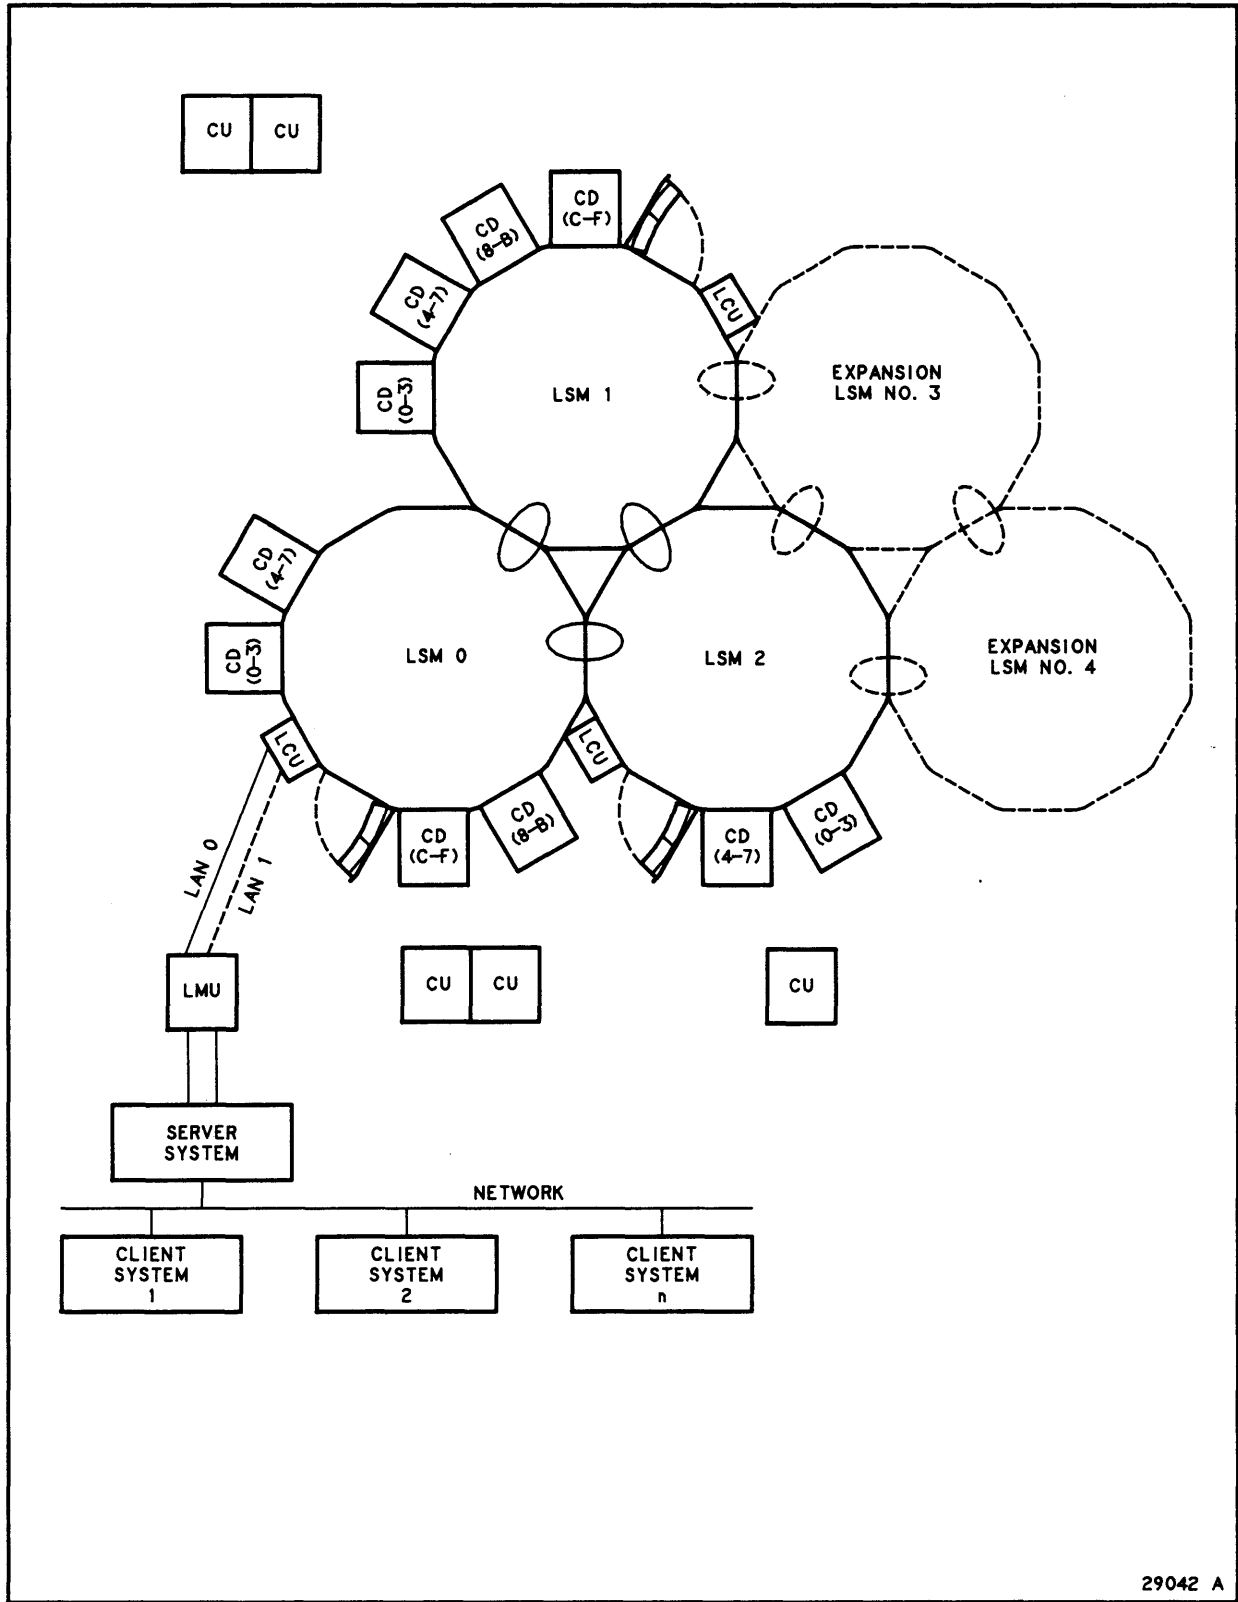 CU
CU
CD
(C-F)
CD
(8-B)
CD
(4-7)
CD
(0-3)
LCU
LSM 1
EXPANSION
LSM NO. 3
CD
(4-7)
CD
(0-3)
LSM 0
LSM 2
EXPANSION
LSM NO. 4
LCU
LCU
CD
(C-F)
CD
(8-B)
CD
(4-7)
CD
(0-3)
LAN 0
LAN 1
LMU
CU
CU
CU
SERVER
SYSTEM
NETWORK
CLIENT
SYSTEM
1
CLIENT
SYSTEM
2
CLIENT
SYSTEM
n
29042 A